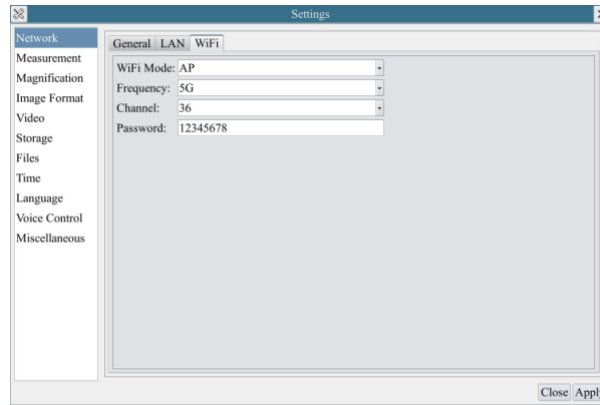 Settings
Network
Measurement
Magnification
Image Format
Video
Storage
Files
Time
Language
Voice Control
Miscellaneous
General LAN WiFi
WiFi Mode: AP
Frequency: 5G
Channel: 36
Password: 12345678
Close Appl